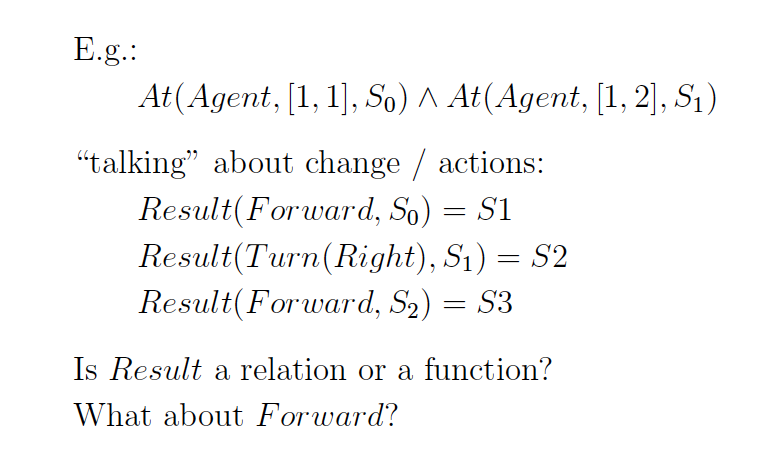 E.g.:
At(Agent, [1, 1], S₀) ∧ At(Agent, [1, 2], S₁)
“talking” about change / actions:
Result(Forward, S₀) = S1
Result(Turn(Right), S₁) = S2
Result(Forward, S₂) = S3
Is Result a relation or a function?
What about Forward?